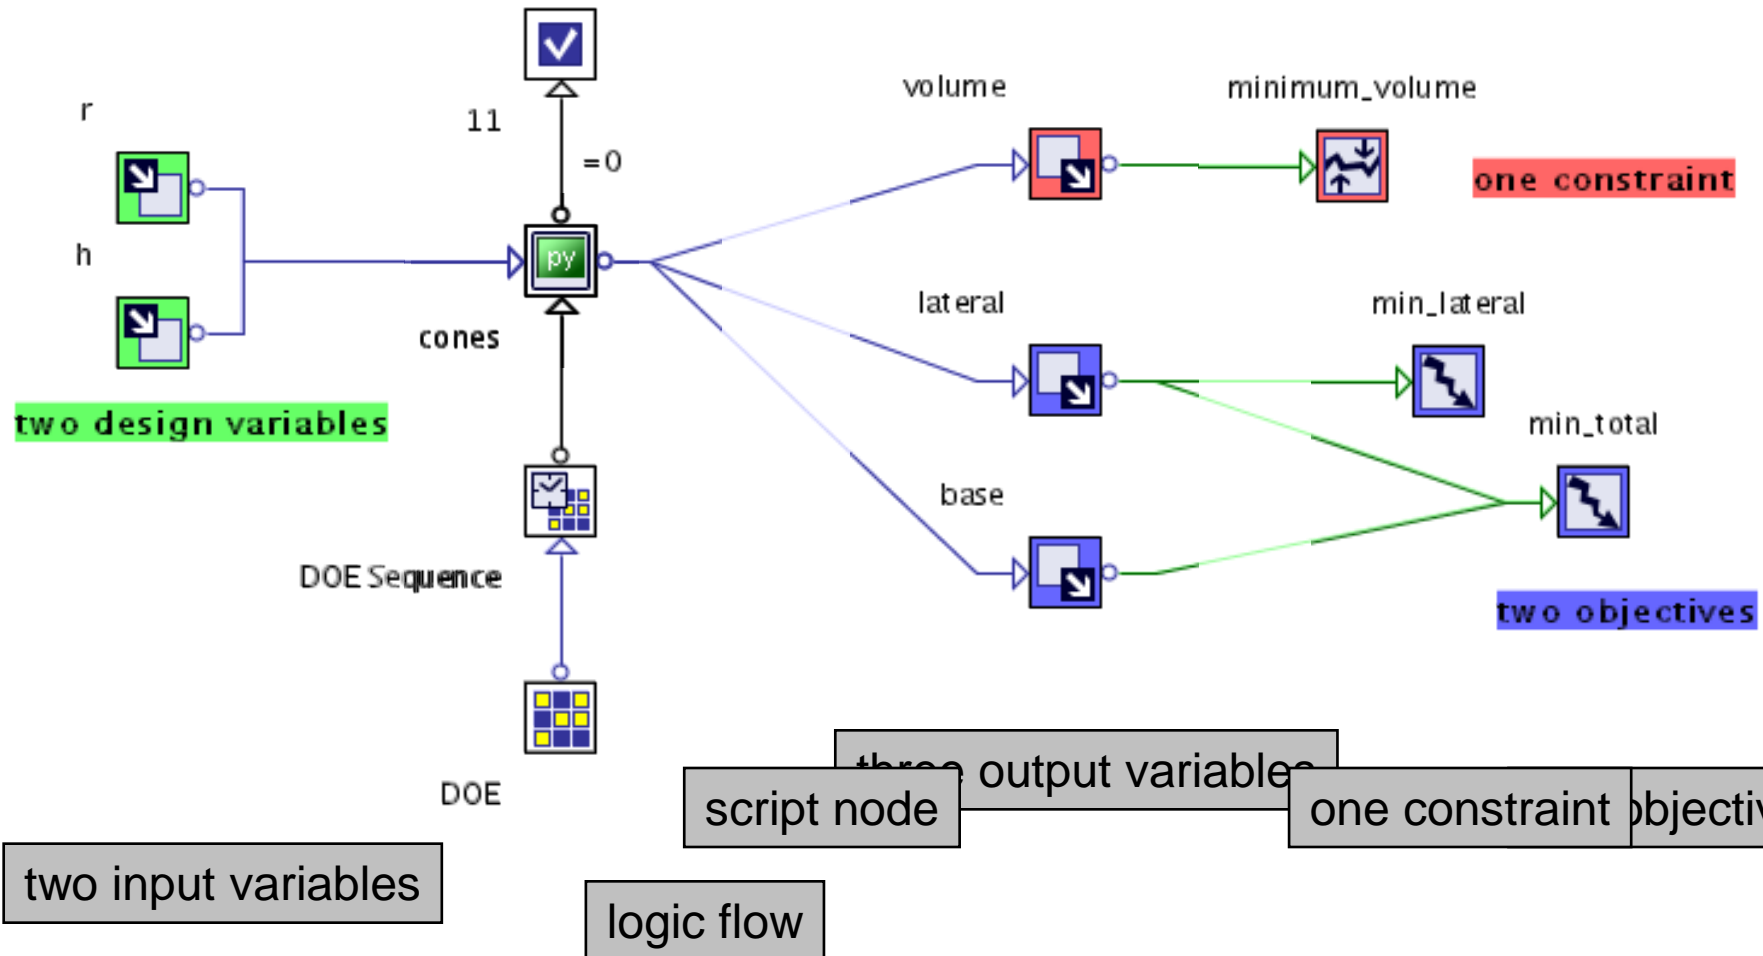 volume
minimum_volume
r
11
=0
one constraint
py
h
lateral
min_lateral
cones
two design variables
min_total
base
DOE Sequence
two objectives
three output variables
DOE
script node
one constraint
two input variables
logic flow